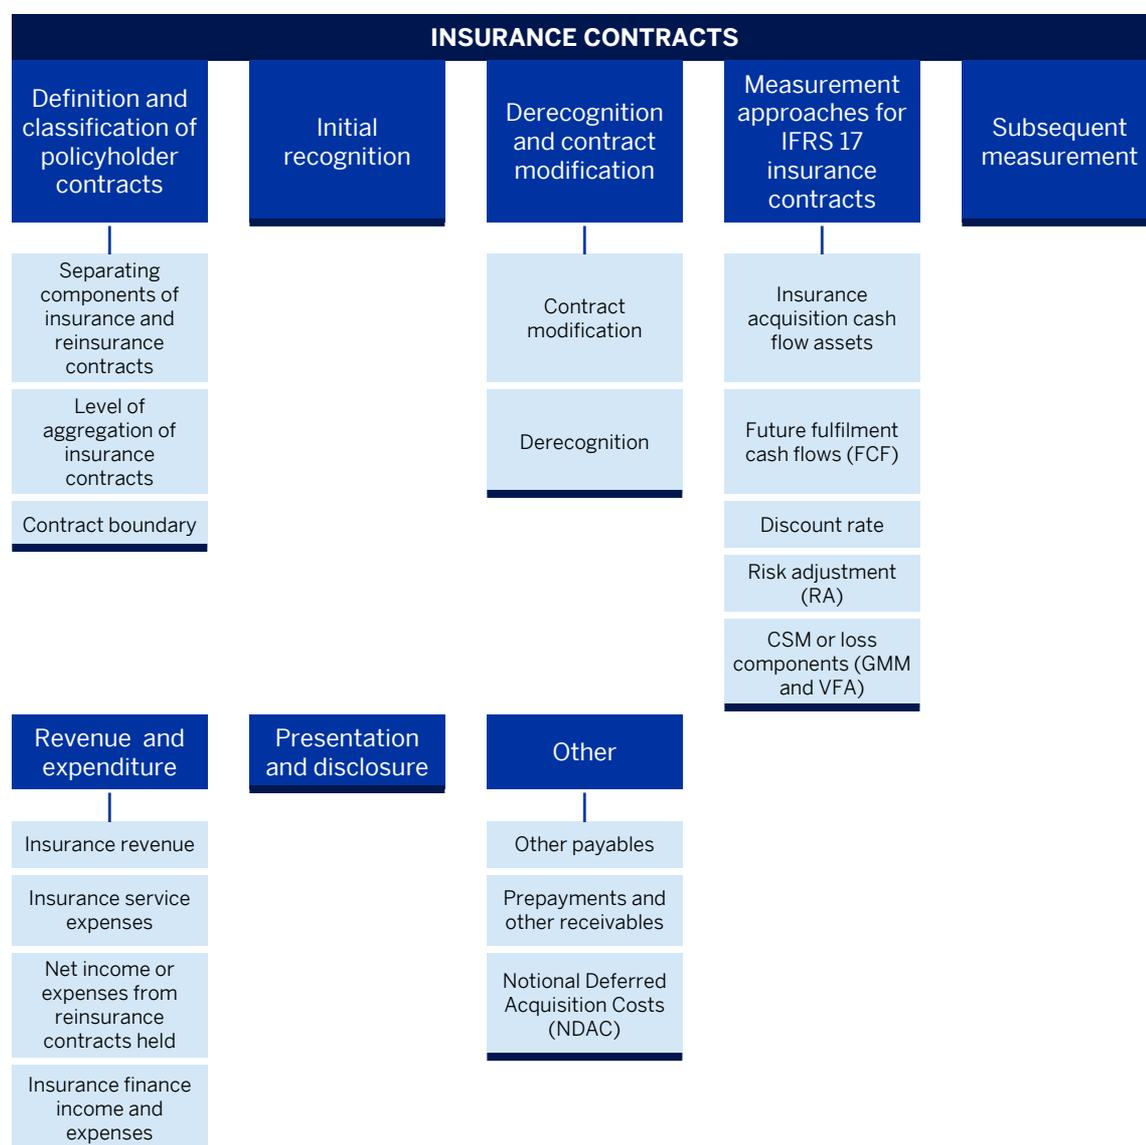 INSURANCE CONTRACTS
Definition and
classification of
policyholder
contracts
Initial
recognition
Derecognition
and contract
modification
Measurement
approaches for
IFRS 17
insurance
contracts
Subsequent
measurement
Separating
components of
insurance and
reinsurance
contracts
Level of
aggregation of
insurance
contracts
Contract boundary
Contract
modification
Derecognition
Insurance
acquisition cash
flow assets
Future fulfilment
cash flows (FCF)
Discount rate
Risk adjustment
(RA)
CSM or loss
components (GMM
and VFA)
Revenue and
expenditure
Presentation
and disclosure
Other
Insurance revenue
Insurance service
expenses
Net income or
expenses from
reinsurance
contracts held
Insurance finance
income and
expenses
Other payables
Prepayments and
other receivables
Notional Deferred
Acquisition Costs
(NDAC)